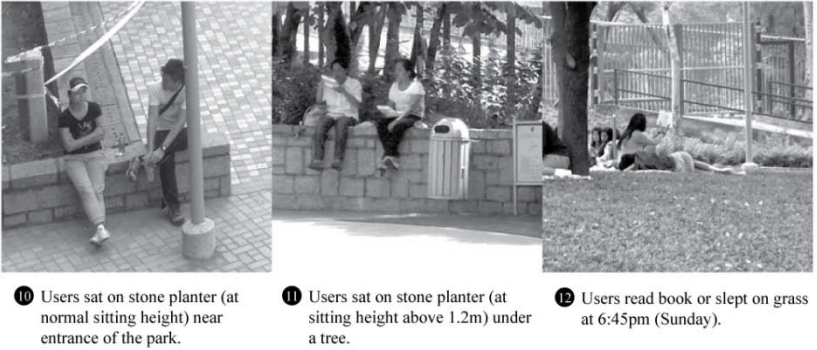 10 Users sat on stone planter (at
normal sitting height) near
entrance of the park.
11 Users sat on stone planter (at
sitting height above 1.2m) under
a tree.
12 Users read book or slept on grass
at 6:45pm (Sunday).